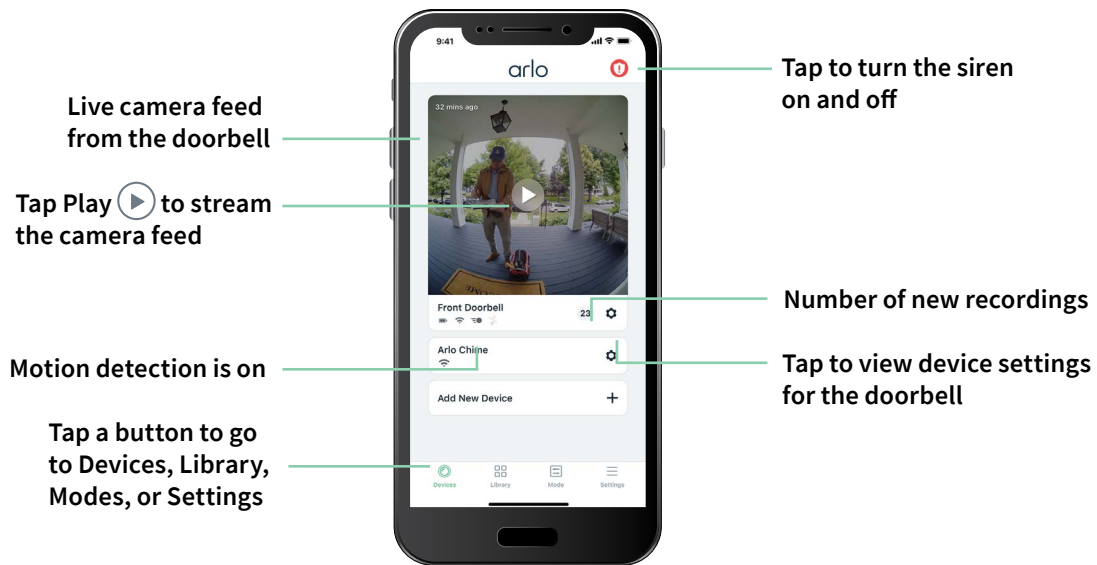 9:41
arlo
Tap to turn the siren
on and off
Live camera feed
from the doorbell
32 mins ago
Tap Play to stream
the camera feed
WELCOME
Front Doorbell
23
Number of new recordings
Arlo Chime
Motion detection is on
Tap to view device settings
for the doorbell
Add New Device
Tap a button to go
to Devices, Library,
Modes, or Settings
Devices
Library
Mode
Settings